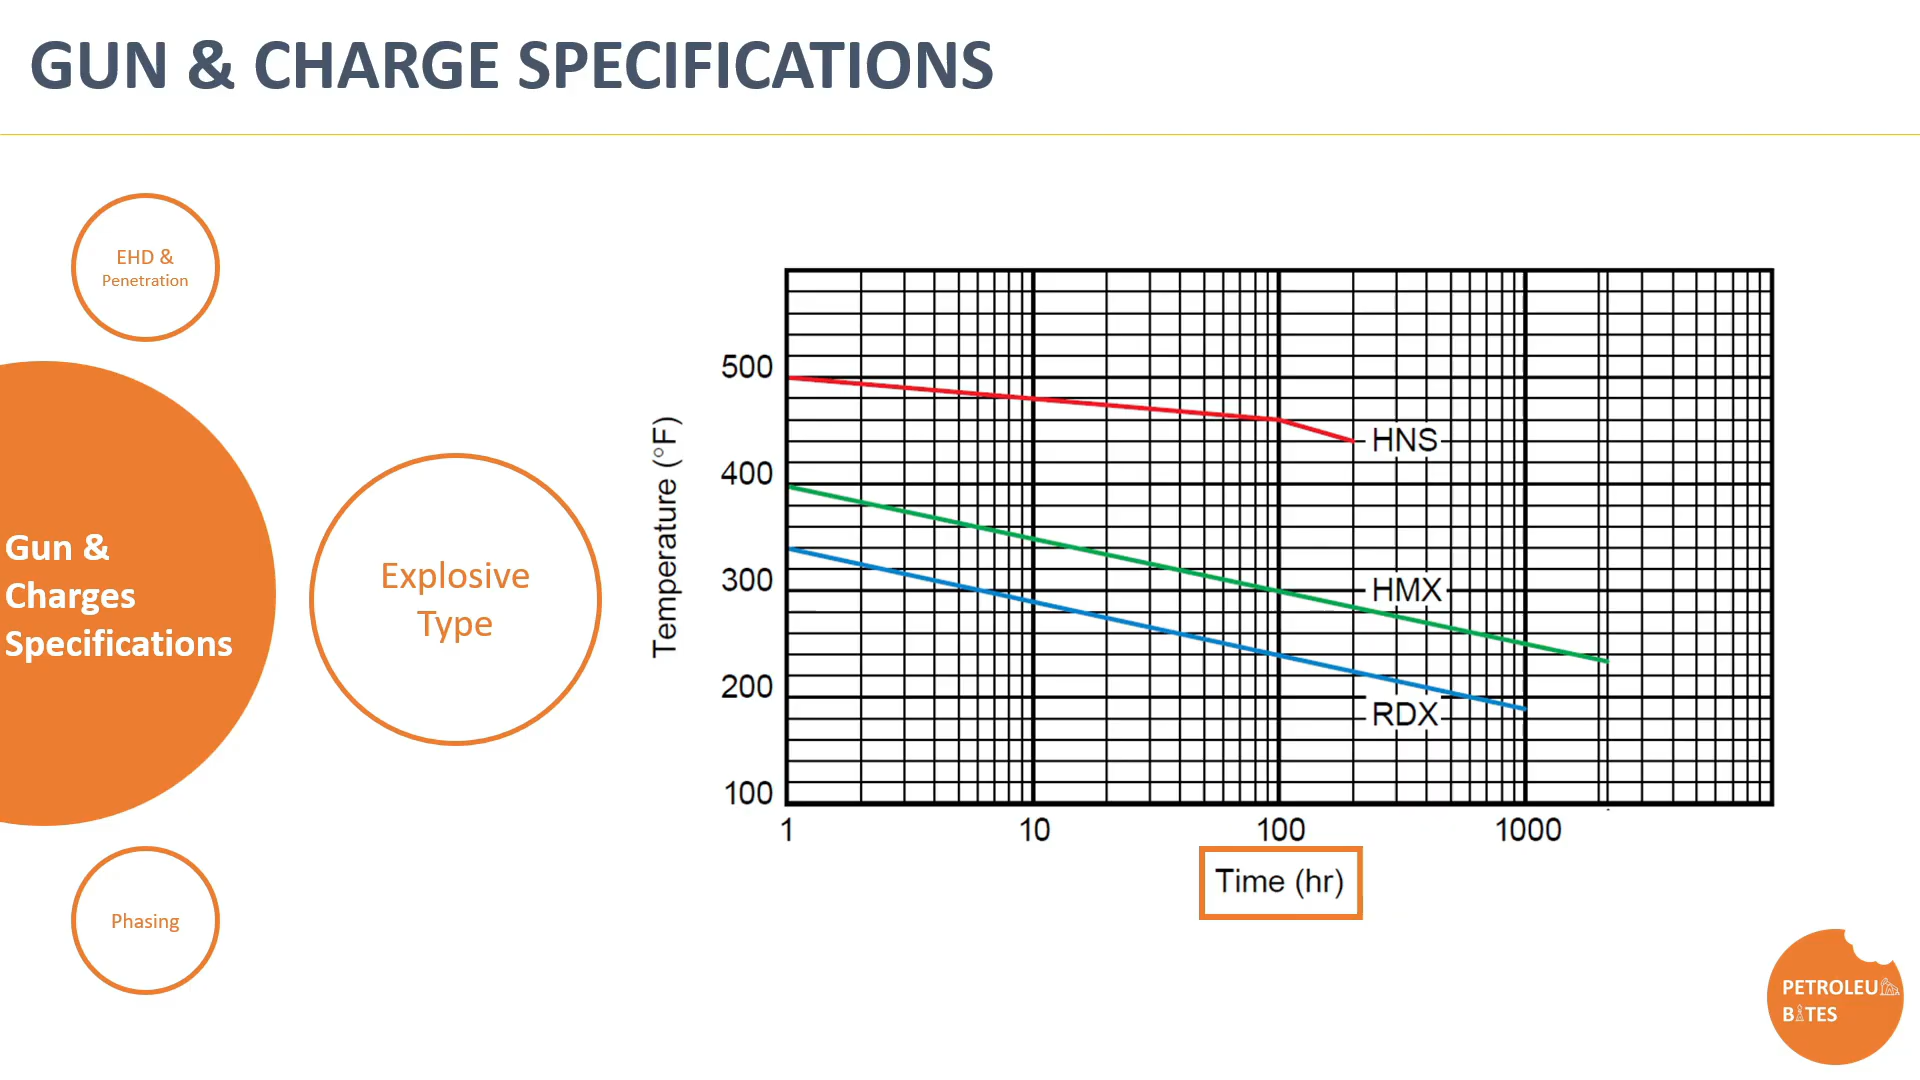 GUN & CHARGE SPECIFICATIONS
EHD &
Penetration
Gun &
Charges
Specifications
Explosive
Type
Phasing
Temperature (°F)
500
400
300
200
100
HNS
HMX
RDX
1
10
100
1000
Time (hr)
PETROLEU
BITES